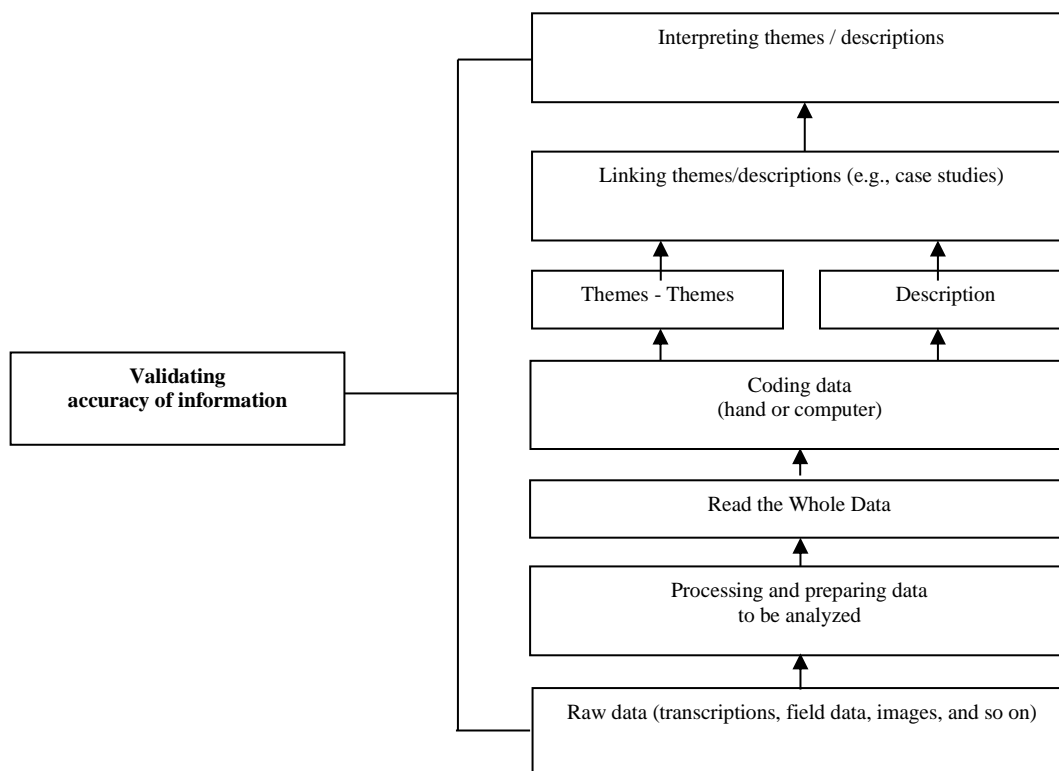 Interpreting themes / descriptions
Linking themes/descriptions (e.g., case studies)
Themes - Themes
Description
Validating
accuracy of information
Coding data
(hand or computer)
Read the Whole Data
Processing and preparing data
to be analyzed
Raw data (transcriptions, field data, images, and so on)